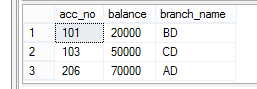 acc_no balance branch_name
1 101 20000 BD
2 103 50000 CD
3 206 70000 AD